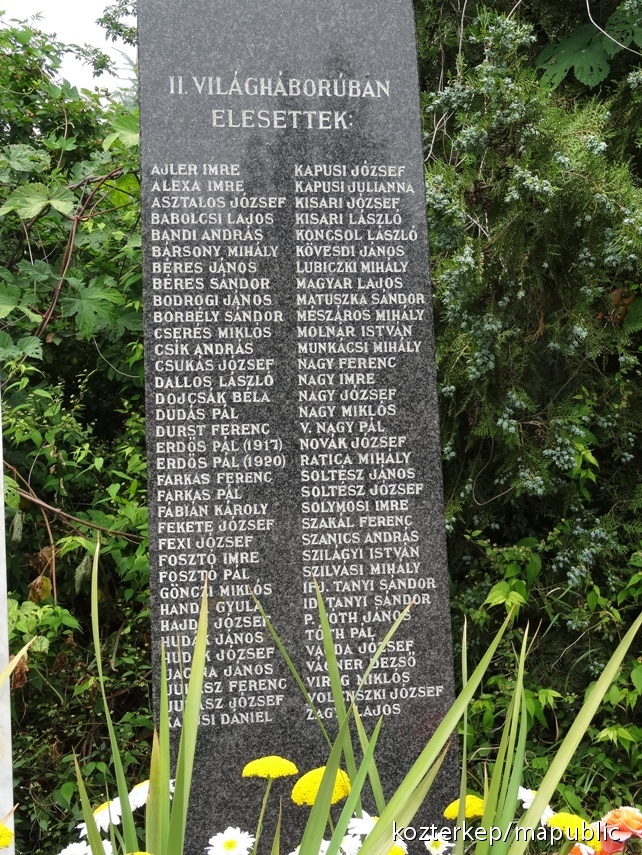 II. VILÁGHÁBORÚBAN
ELESETTEK:
AJLER IMRE
ALEXA IMRE
ASZTALOS JÓZSEF
BABOLCSI LAJOS
BANDI ANDRÁS
BÁRSONY MIHÁLY
BÉRES JÁNOS
BÉRES SÁNDOR
BODROGI JÁNOS
BORBÉLY SÁNDOR
CSERÉS MIKLÓS
CSÍK ANDRÁS
CSUKÁS JÓZSEF
DALLOS LÁSZLÓ
DOJCSÁK BÉLA
DUDÁS PÁL
DURST FERENC
ERDŐS PÁL (1917)
ERDŐS PÁL (1920)
FARKAS FERENC
FARKAS PÁL
FÁBIÁN KÁROLY
FEKETE JÓZSEF
FEXI JÓZSEF
FOSZTÓ IMRE
FOSZTÓ PÁL
GÖNCZI MIKLÓS
GYULA
HAJDU JÓZSEF
HUDÁK JÁNOS
HUDÁK JÓZSEF
JÁNOS
JUHÁSZ FERENC
JUHÁSZ JÓZSEF
KAPUSI DÁNIEL
KAPUSI JÓZSEF
KAPUSI JULIANNA
KISARI JÓZSEF
KISARI LÁSZLÓ
KONCSOL LÁSZLÓ
KÖVESDI JÁNOS
LUBICZKI MIHÁLY
MAGYAR LAJOS
MATUSZKA SÁNDOR
MÉSZÁROS MIHÁLY
MOLNÁR ISTVÁN
MUNKÁCSI MIHÁLY
NAGY FERENC
NAGY IMRE
NAGY JÓZSEF
NAGY MIKLÓS
V. NAGY PÁL
NOVÁK JÓZSEF
RATICA MIHÁLY
SOLTÉSZ JÁNOS
SOLTÉSZ JÓZSEF
SOLYMOSI IMRE
SZAKÁL FERENC
SZANICS ANDRÁS
SZILÁGYI ISTVÁN
SZILVÁSI MIHÁLY
IFJ. TANYI SÁNDOR
ID. TANYI SÁNDOR
P. TÓTH JÁNOS
TÓTH PÁL
VAJDA JÓZSEF
VÁGNER DEZSŐ
VIRÁG MIKLÓS
VOLENSZKI JÓZSEF
LAJOS
kozterkep/mapublic